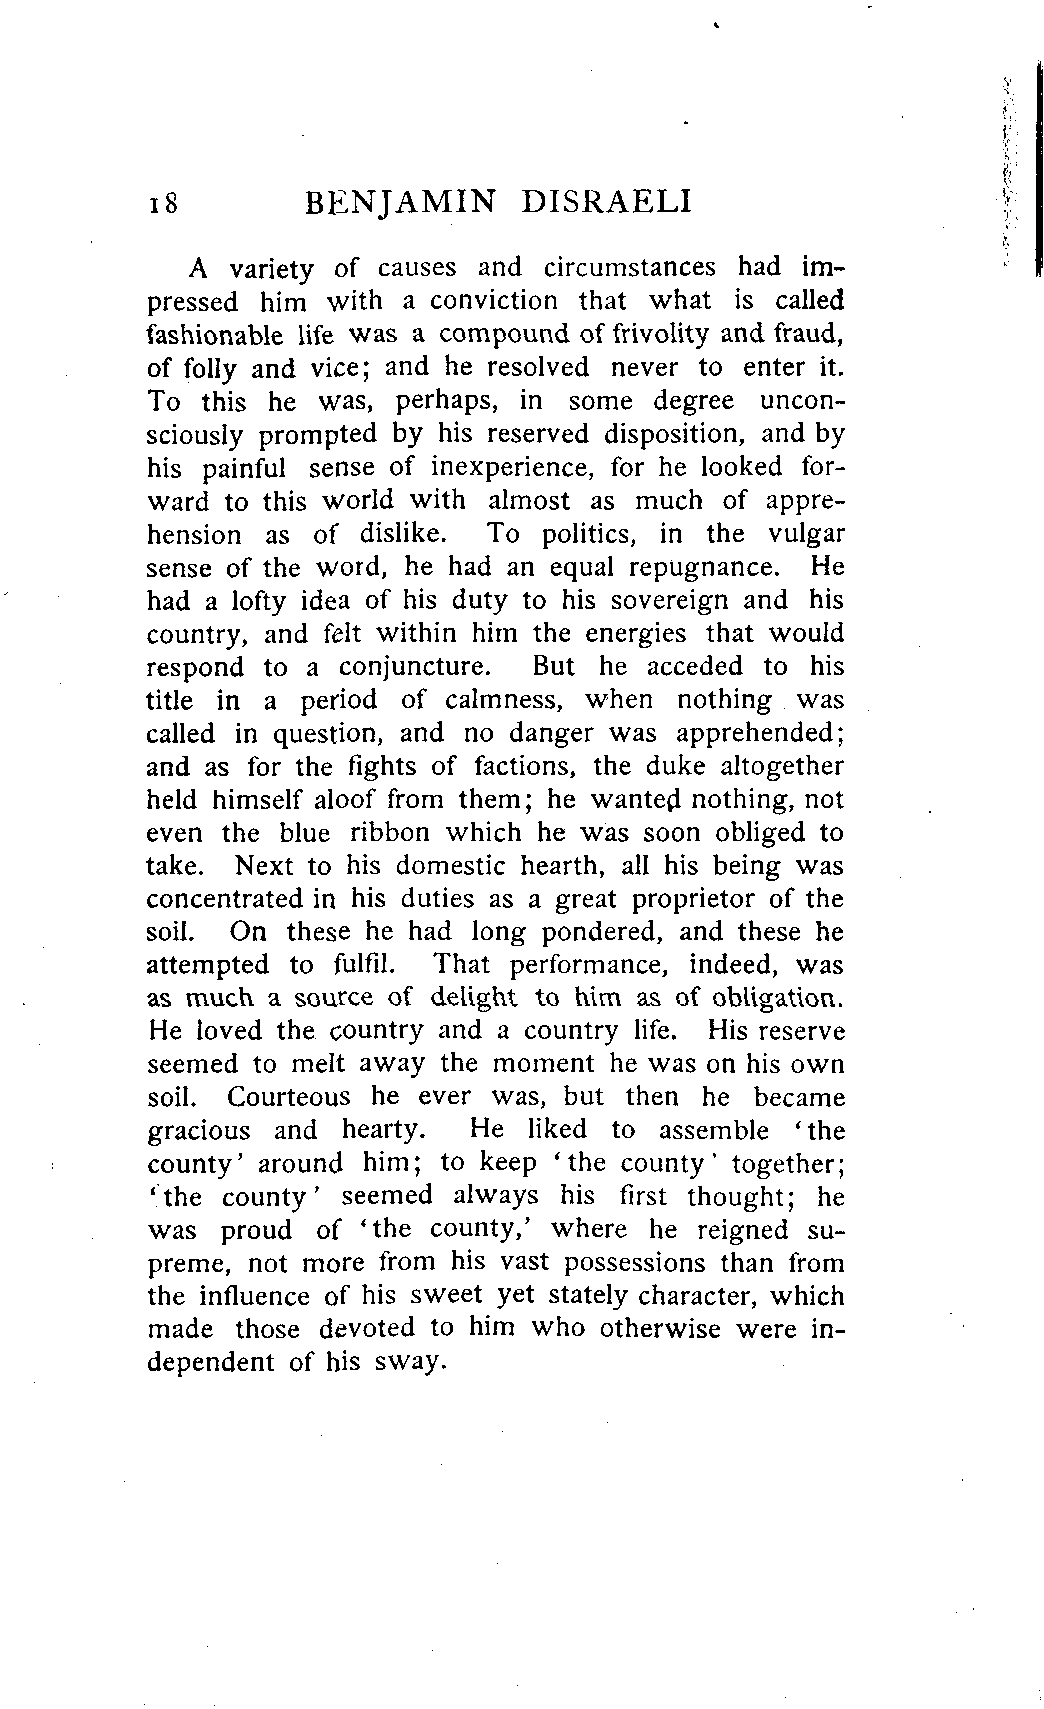 18 BENJAMIN DISRAELI
A variety of causes and circumstances had im-
pressed him with a conviction that what is called
fashionable life was a compound of frivolity and fraud,
of folly and vice; and he resolved never to enter it.
To this he was, perhaps, in some degree uncon-
sciously prompted by his reserved disposition, and by
his painful sense of inexperience, for he looked for-
ward to this world with almost as much of appre-
hension as of dislike. To politics, in the vulgar
sense of the word, he had an equal repugnance. He
had a lofty idea of his duty to his sovereign and his
country, and felt within him the energies that would
respond to a conjuncture. But he acceded to his
title in a period of calmness, when nothing was
called in question, and no danger was apprehended;
and as for the fights of factions, the duke altogether
held himself aloof from them; he wanted nothing, not
even the blue ribbon which he was soon obliged to
take. Next to his domestic hearth, all his being was
concentrated in his duties as a great proprietor of the
soil. On these he had long pondered, and these he
attempted to fulfil. That performance, indeed, was
as much a source of delight to him as of obligation.
He loved the country and a country life. His reserve
seemed to melt away the moment he was on his own
soil. Courteous he ever was, but then he became
gracious and hearty. He liked to assemble ‘the
county’ around him; to keep ‘the county’ together;
‘the county’ seemed always his first thought; he
was proud of ‘the county,’ where he reigned su-
preme, not more from his vast possessions than from
the influence of his sweet yet stately character, which
made those devoted to him who otherwise were in-
dependent of his sway.